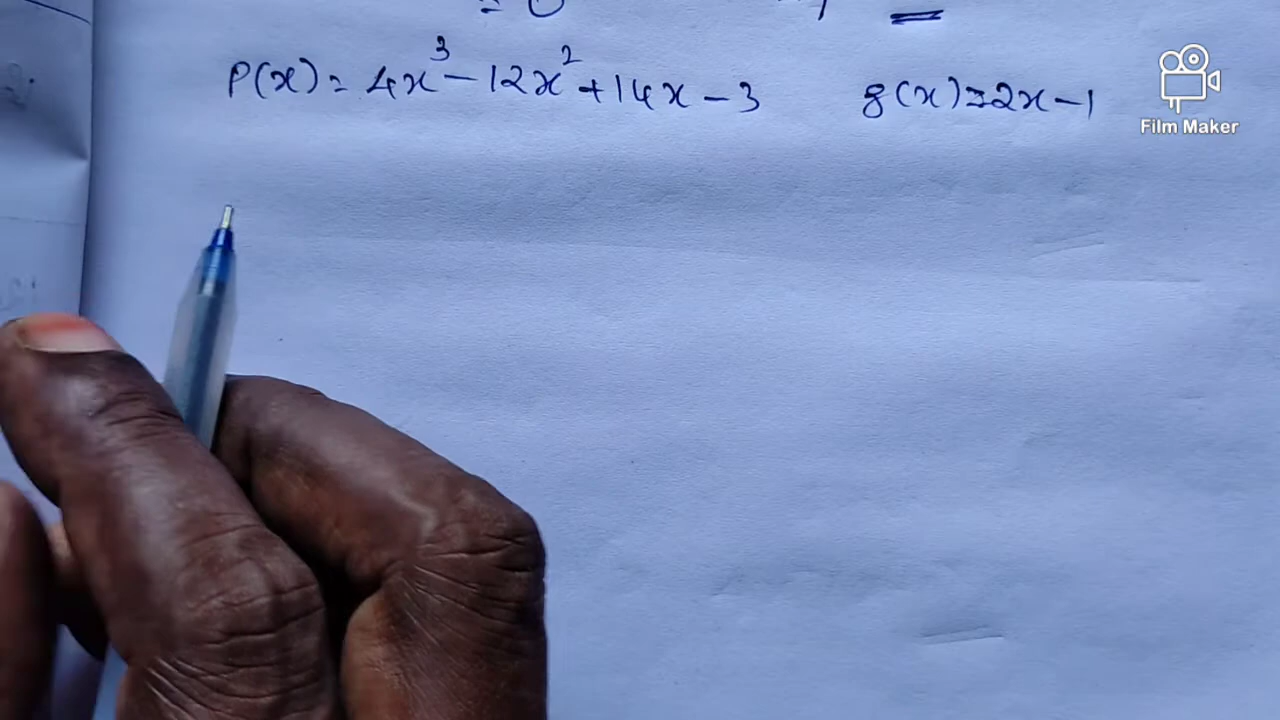 P(x) = 4x³ - 12x² + 14x - 3 g(x) = 2x - 1
Film Maker